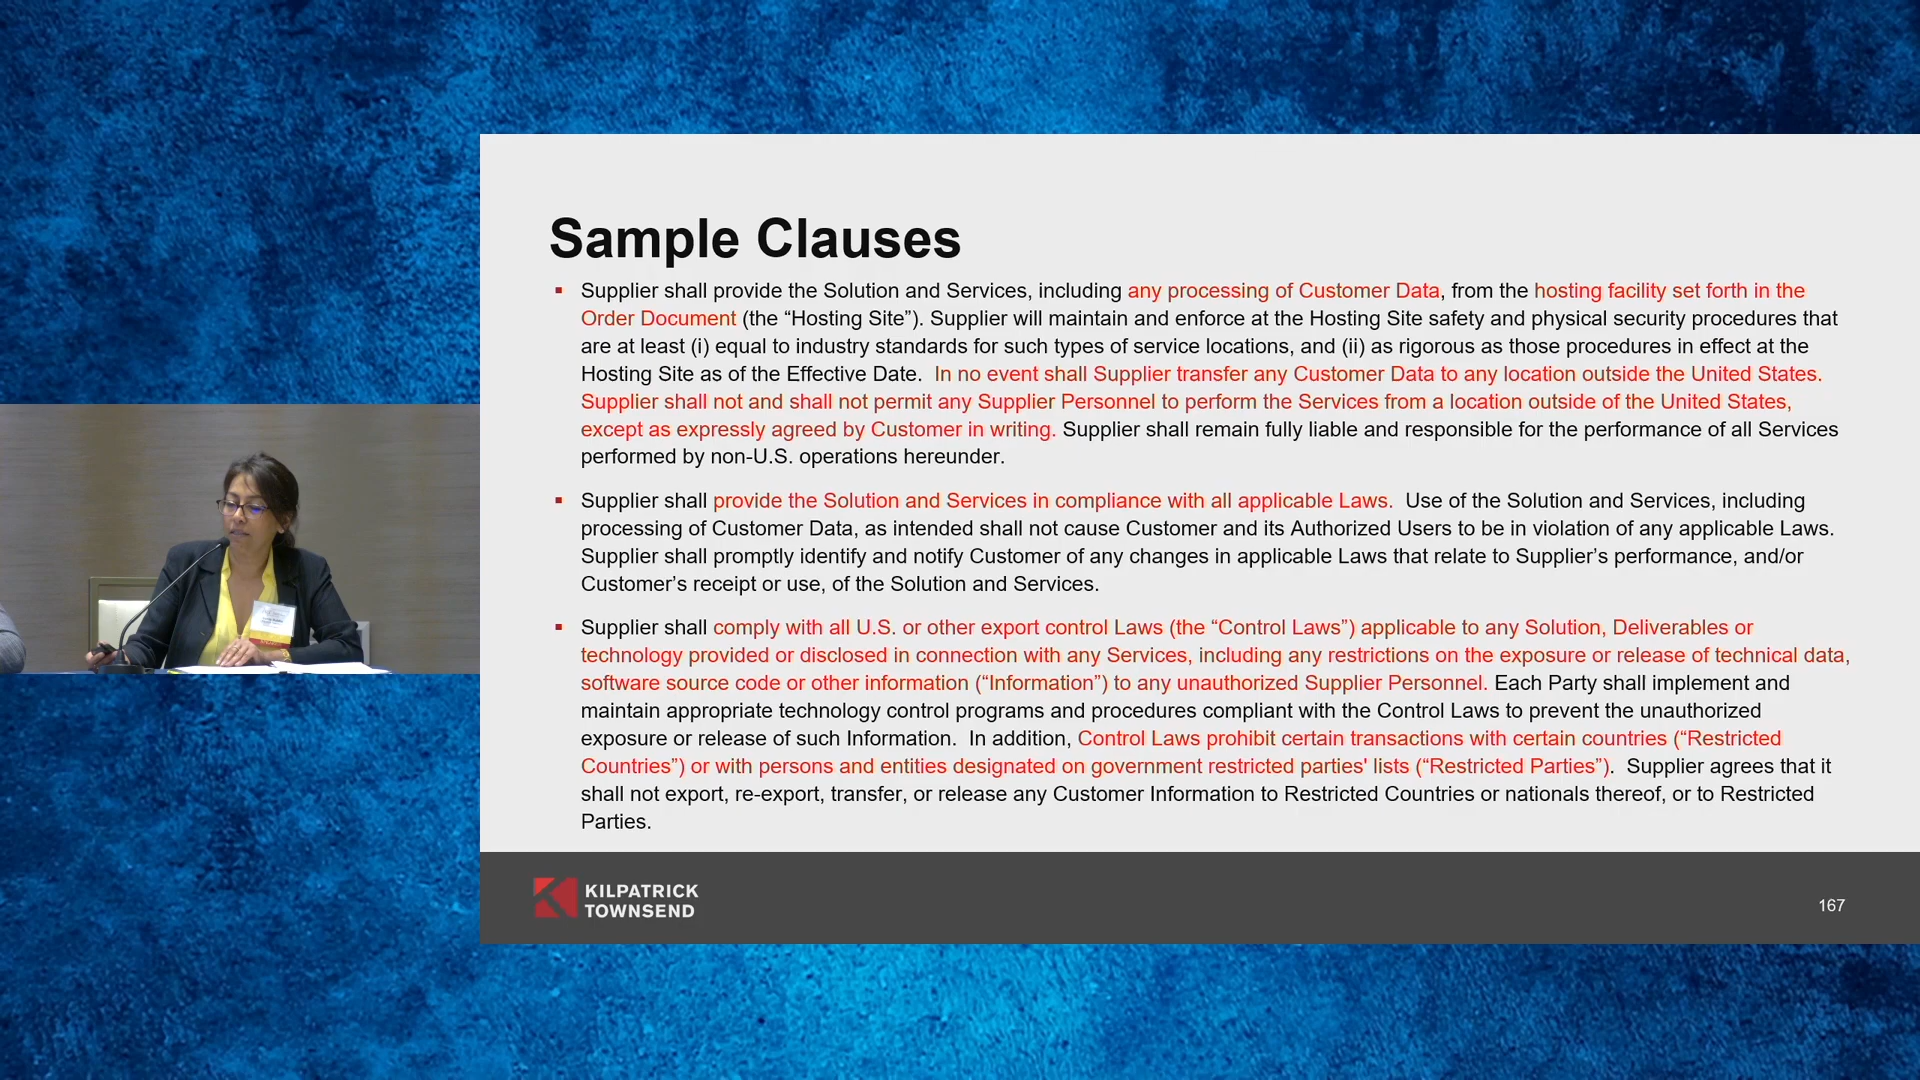 Sample Clauses
▪ Supplier shall provide the Solution and Services, including any processing of Customer Data, from the hosting facility set forth in the
Order Document (the “Hosting Site”). Supplier will maintain and enforce at the Hosting Site safety and physical security procedures that
are at least (i) equal to industry standards for such types of service locations, and (ii) as rigorous as those procedures in effect at the
Hosting Site as of the Effective Date.  In no event shall Supplier transfer any Customer Data to any location outside the United States.
Supplier shall not and shall not permit any Supplier Personnel to perform the Services from a location outside of the United States,
except as expressly agreed by Customer in writing. Supplier shall remain fully liable and responsible for the performance of all Services
performed by non-U.S. operations hereunder.
▪ Supplier shall provide the Solution and Services in compliance with all applicable Laws.  Use of the Solution and Services, including
processing of Customer Data, as intended shall not cause Customer and its Authorized Users to be in violation of any applicable Laws.
Supplier shall promptly identify and notify Customer of any changes in applicable Laws that relate to Supplier’s performance, and/or
Customer’s receipt or use, of the Solution and Services.
▪ Supplier shall comply with all U.S. or other export control Laws (the “Control Laws”) applicable to any Solution, Deliverables or
technology provided or disclosed in connection with any Services, including any restrictions on the exposure or release of technical data,
software source code or other information (“Information”) to any unauthorized Supplier Personnel. Each Party shall implement and
maintain appropriate technology control programs and procedures compliant with the Control Laws to prevent the unauthorized
exposure or release of such Information.  In addition, Control Laws prohibit certain transactions with certain countries (“Restricted
Countries”) or with persons and entities designated on government restricted parties' lists (“Restricted Parties”).  Supplier agrees that it
shall not export, re-export, transfer, or release any Customer Information to Restricted Countries or nationals thereof, or to Restricted
Parties.
KILPATRICK
TOWNSEND
167